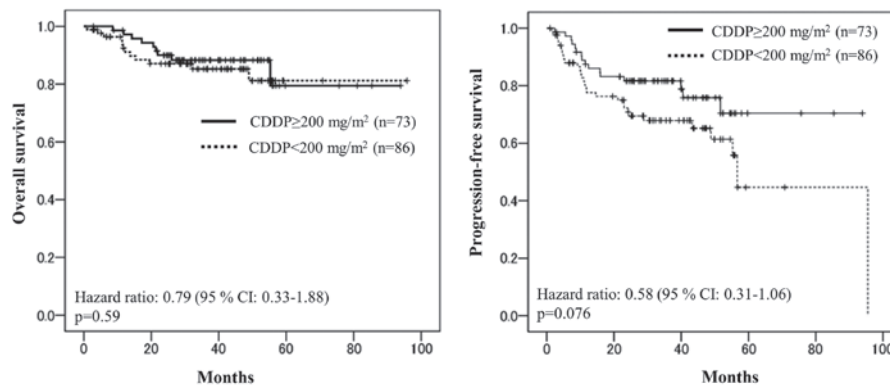 1.0
0.8
0.6
0.4
0.2
0.0
Overall survival
CDDP≥200 mg/m² (n=73)
CDDP<200 mg/m² (n=86)
Hazard ratio: 0.79 (95 % CI: 0.33-1.88)
p=0.59
0 20 40 60 80 100
Months
1.0
0.8
0.6
0.4
0.2
0.0
Progression-free survival
CDDP≥200 mg/m² (n=73)
CDDP<200 mg/m² (n=86)
Hazard ratio: 0.58 (95 % CI: 0.31-1.06)
p=0.076
0 20 40 60 80 100
Months